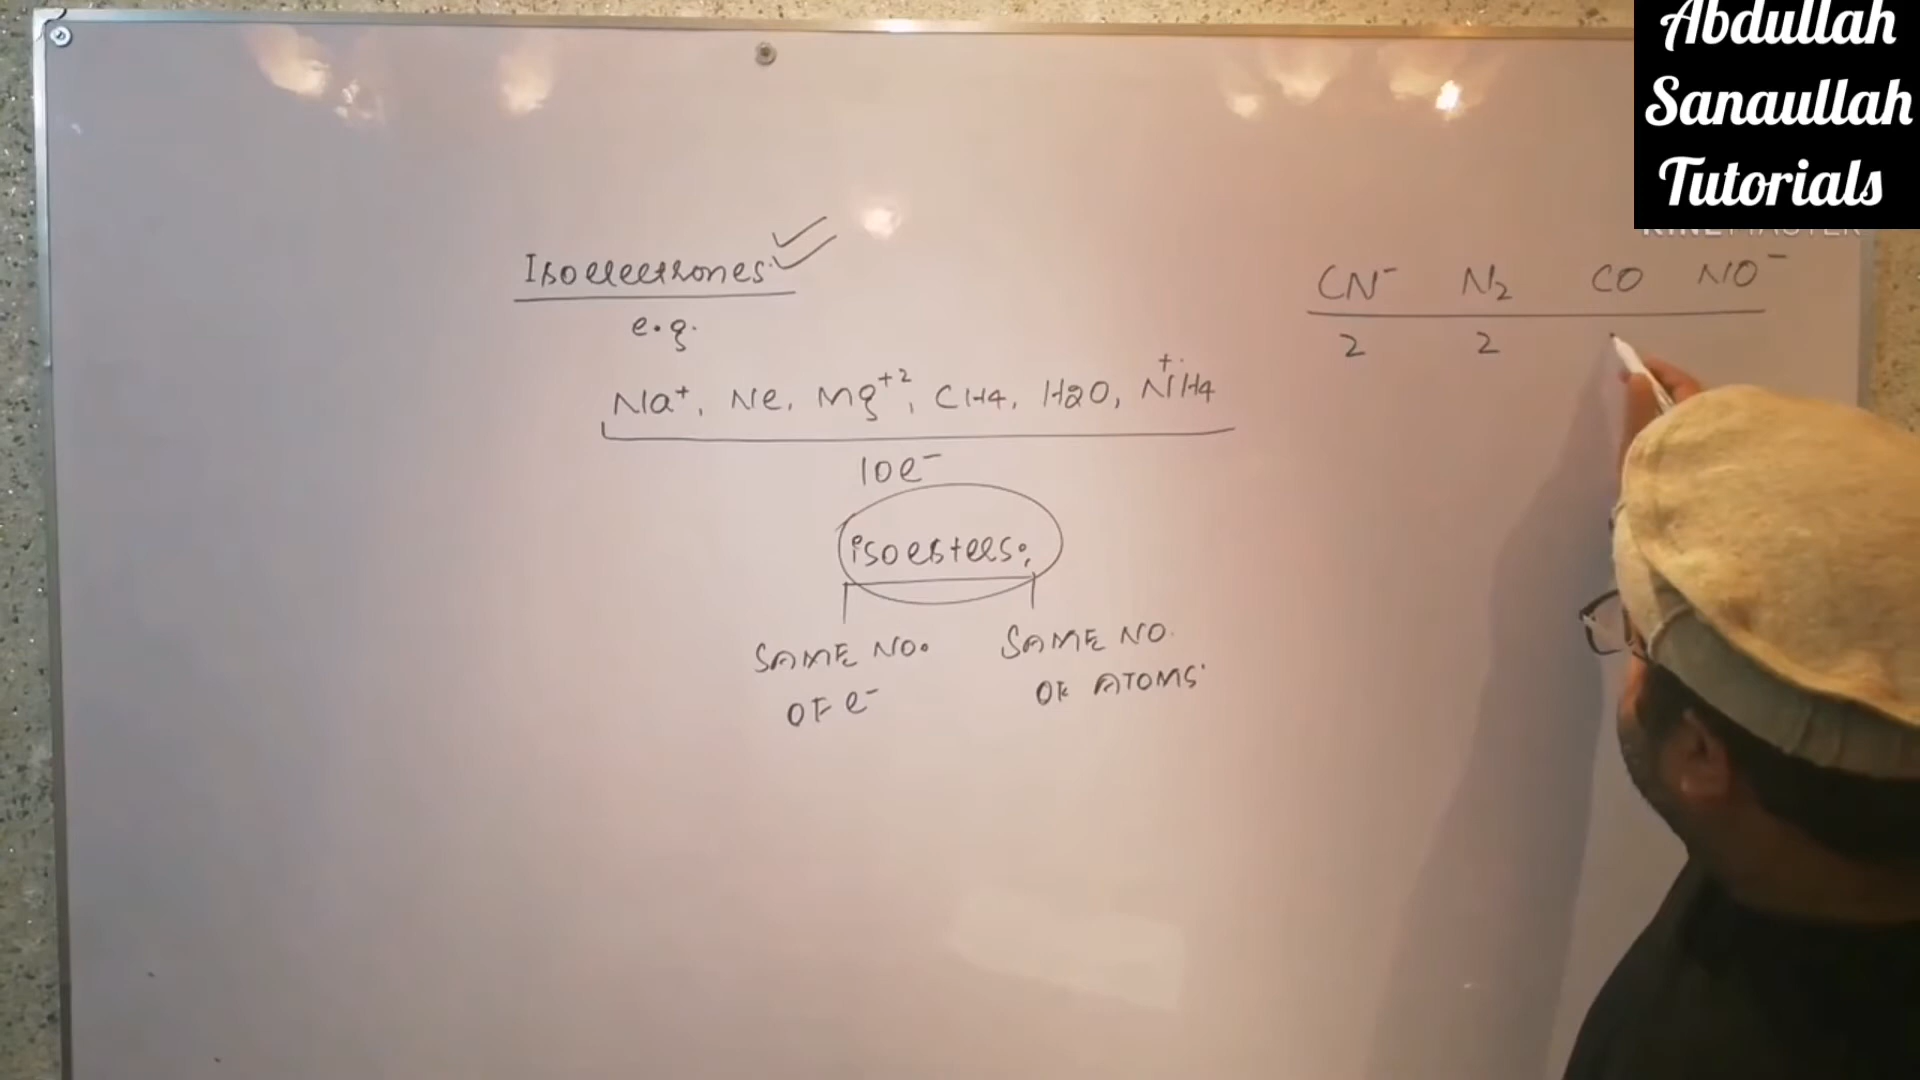 Abdullah
Sanaullah
Tutorials
Isoelectrones:
e.g.
Na⁺, Ne, Mg⁺², CH4, H2O, N⁺H4
10e⁻
isoesters:
SAME NO.
OF e⁻
SAME NO.
OF ATOMS
CN⁻ N₂ CO NO⁻
2 2